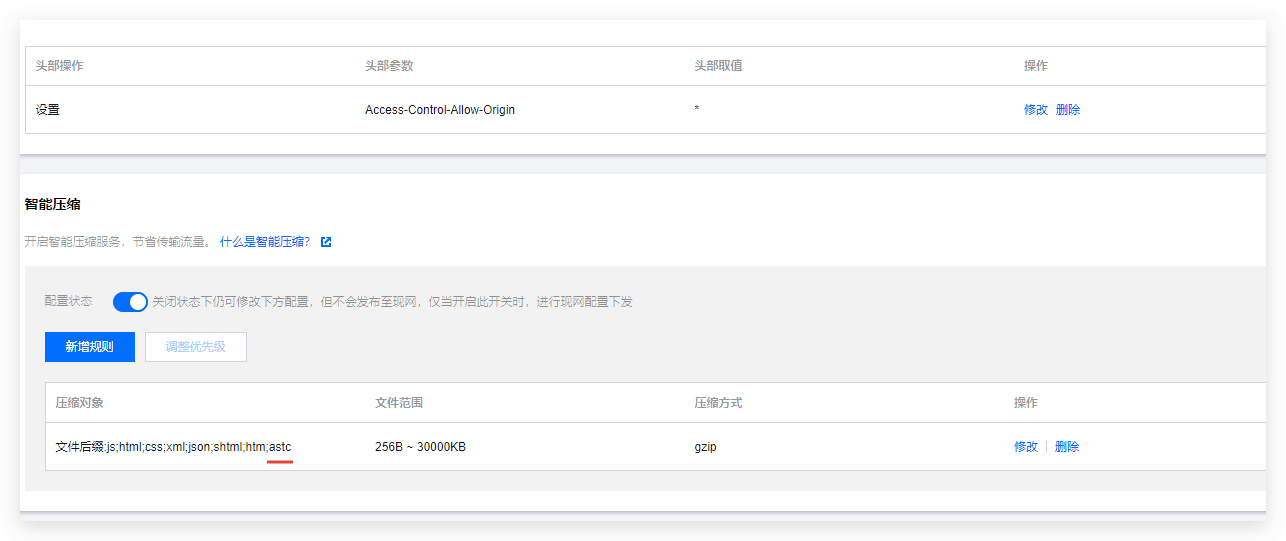 头部操作 头部参数 头部取值 操作
设置 Access-Control-Allow-Origin * 修改 删除
智能压缩
开启智能压缩服务，节省传输流量。 什么是智能压缩?
配置状态 关闭状态下仍可修改下方配置，但不会发布至现网，仅当开启此开关时，进行现网配置下发
新增规则 调整优先级
压缩对象 文件范围 压缩方式 操作
文件后缀:js;html;css;xml;json;shtml;htm;astc 256B ~ 30000KB gzip 修改 | 删除